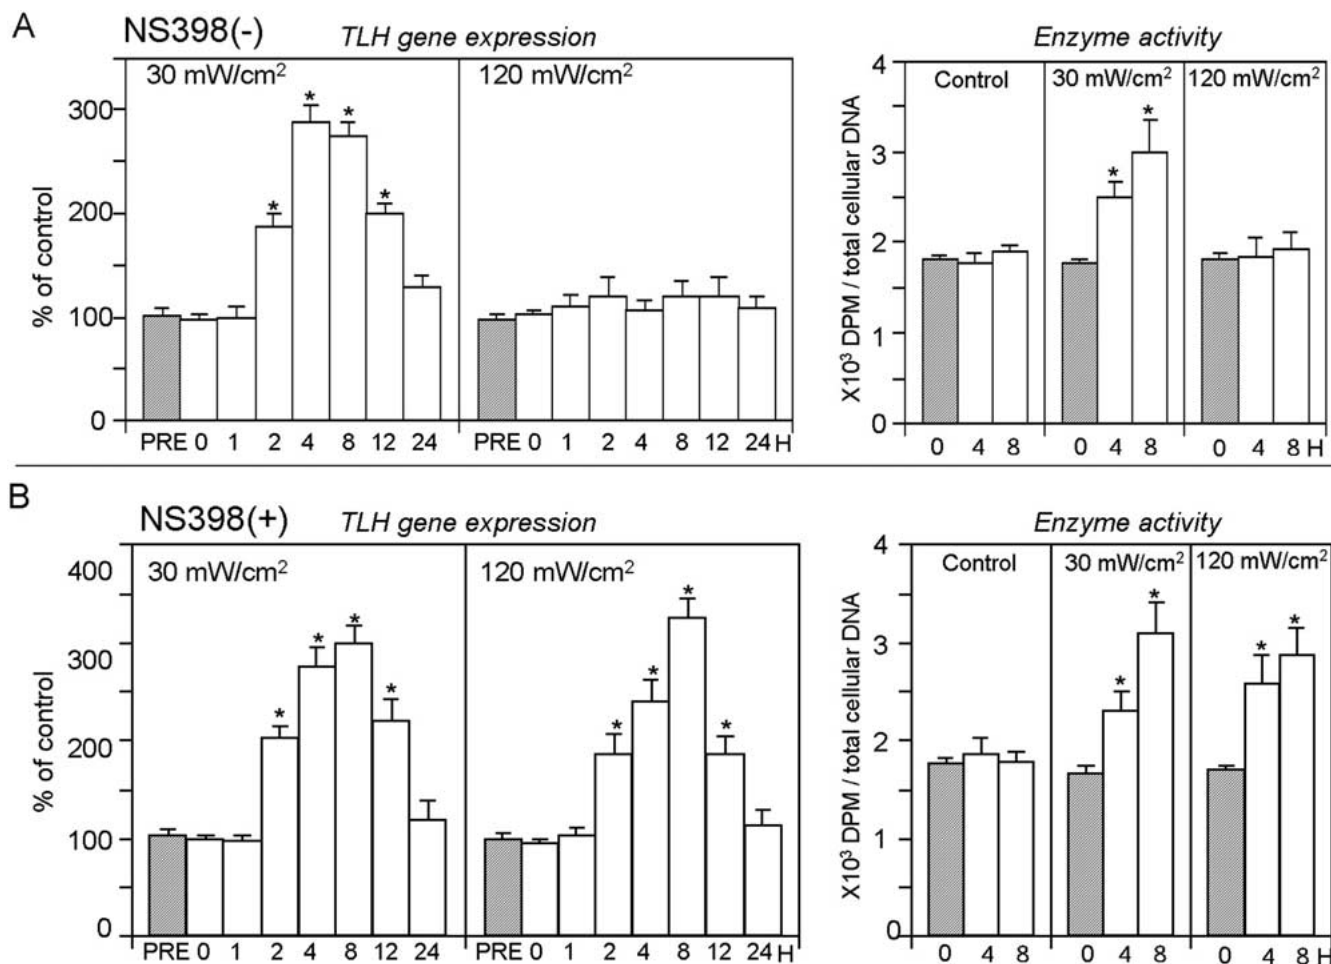 A
NS398(-) TLH gene expression
30 mW/cm²
120 mW/cm²
% of control
300
200
100
0
* * * *
PRE 0 1 2 4 8 12 24
PRE 0 1 2 4 8 12 24 H
Enzyme activity
Control
30 mW/cm²
120 mW/cm²
X10³ DPM / total cellular DNA
4
3
2
1
0
* *
0 4 8
0 4 8
0 4 8 H
B
NS398(+) TLH gene expression
30 mW/cm²
120 mW/cm²
% of control
400
300
200
100
0
* * * *
* * * *
PRE 0 1 2 4 8 12 24
PRE 0 1 2 4 8 12 24 H
Enzyme activity
Control
30 mW/cm²
120 mW/cm²
X10³ DPM / total cellular DNA
4
3
2
1
0
* *
* *
0 4 8
0 4 8
0 4 8 H